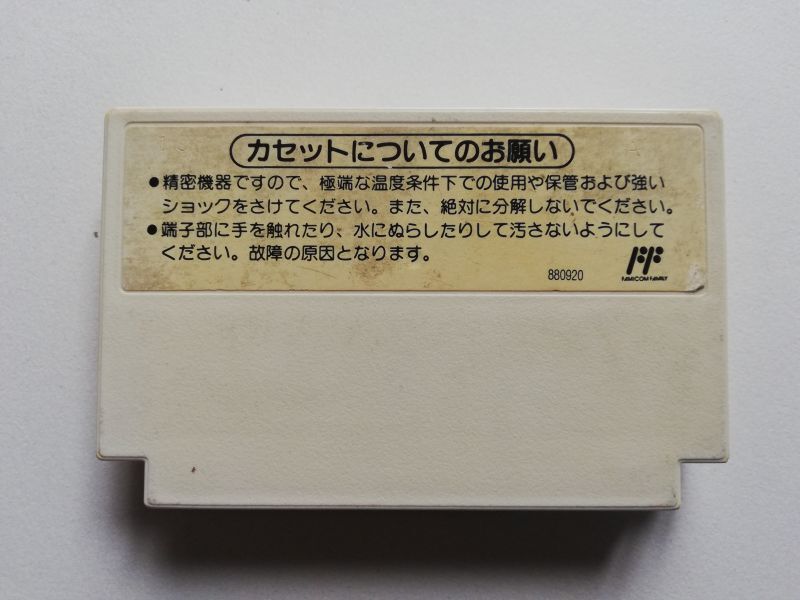 カセットについてのお願い
●精密機器ですので、極端な温度条件下での使用や保管および強い
ショックをさけてください。また、絶対に分解しないでください。
●端子部に手を触れたり、水にぬらしたりして汚さないようにして
ください。故障の原因となります。
880920
FF
FAMICOM FAMILY